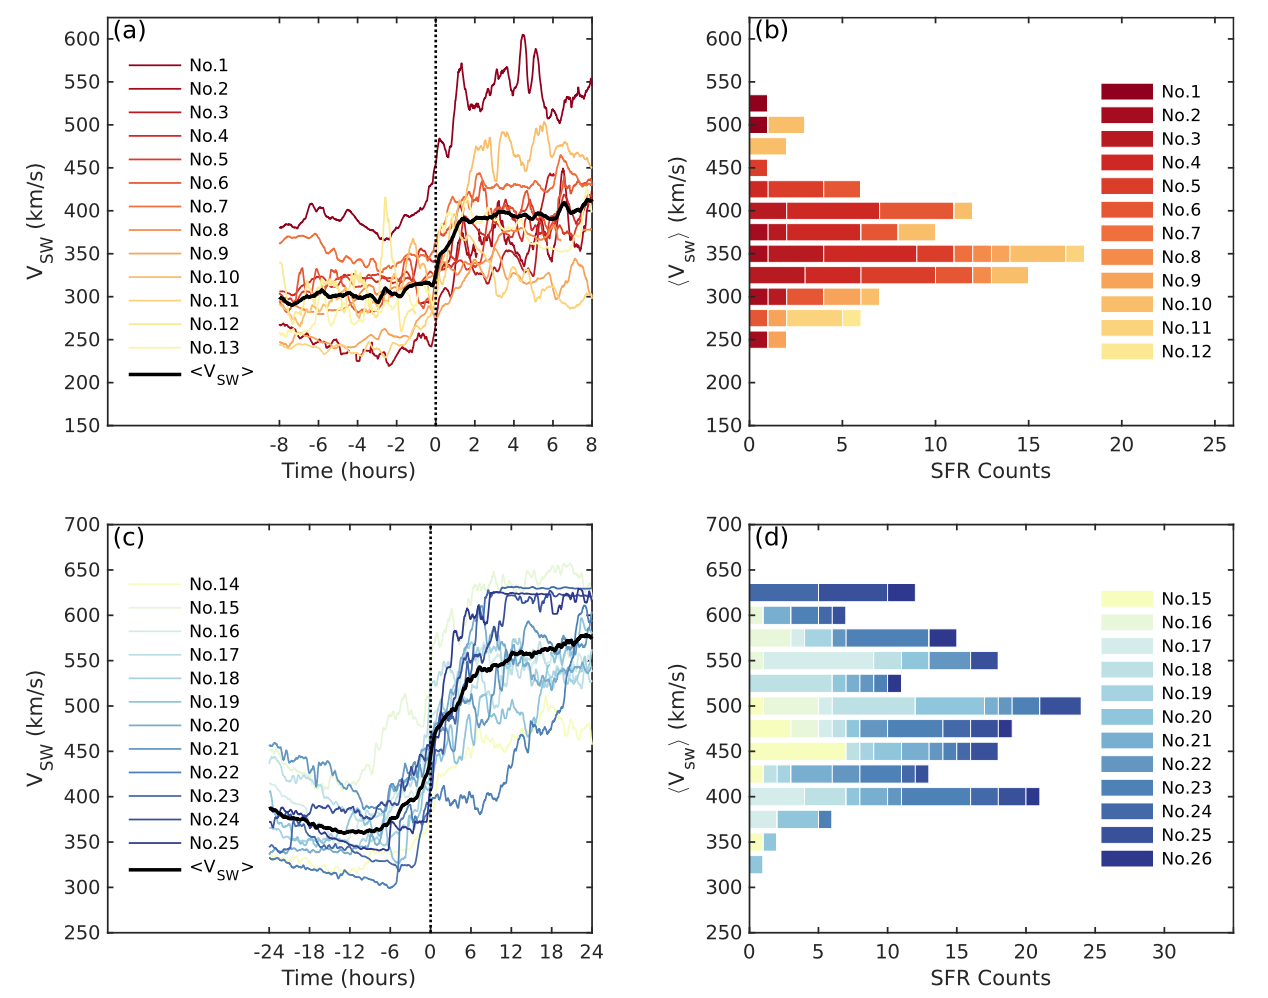 (a)
600
550
500
450
400
350
300
250
200
150
V_SW (km/s)
No.1
No.2
No.3
No.4
No.5
No.6
No.7
No.8
No.9
No.10
No.11
No.12
No.13
<V_SW>
-8 -6 -4 -2 0 2 4 6 8
Time (hours)
(b)
600
550
500
450
400
350
300
250
200
150
⟨V_sw⟩ (km/s)
No.1
No.2
No.3
No.4
No.5
No.6
No.7
No.8
No.9
No.10
No.11
No.12
0 5 10 15 20 25
SFR Counts
(c)
700
650
600
550
500
450
400
350
300
250
V_SW (km/s)
No.14
No.15
No.16
No.17
No.18
No.19
No.20
No.21
No.22
No.23
No.24
No.25
<V_SW>
-24 -18 -12 -6 0 6 12 18 24
Time (hours)
(d)
700
650
600
550
500
450
400
350
300
250
⟨V_sw⟩ (km/s)
No.15
No.16
No.17
No.18
No.19
No.20
No.21
No.22
No.23
No.24
No.25
No.26
0 5 10 15 20 25 30
SFR Counts